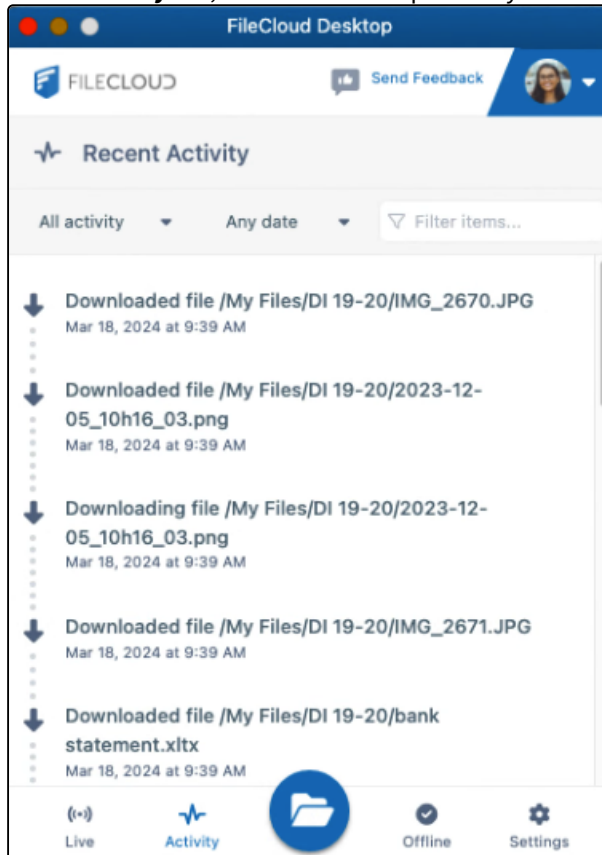 FileCloud Desktop
FILECLOUD
Send Feedback
Recent Activity
All activity
Any date
Filter items...
Downloaded file /My Files/DI 19-20/IMG_2670.JPG
Mar 18, 2024 at 9:39 AM
Downloaded file /My Files/DI 19-20/2023-12-
05_10h16_03.png
Mar 18, 2024 at 9:39 AM
Downloading file /My Files/DI 19-20/2023-12-
05_10h16_03.png
Mar 18, 2024 at 9:39 AM
Downloaded file /My Files/DI 19-20/IMG_2671.JPG
Mar 18, 2024 at 9:39 AM
Downloaded file /My Files/DI 19-20/bank
statement.xltx
Mar 18, 2024 at 9:39 AM
Live
Activity
Offline
Settings